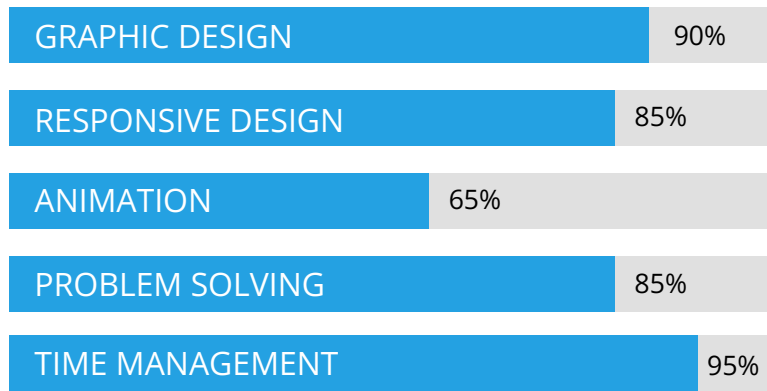 GRAPHIC DESIGN 90%
RESPONSIVE DESIGN 85%
ANIMATION 65%
PROBLEM SOLVING 85%
TIME MANAGEMENT 95%